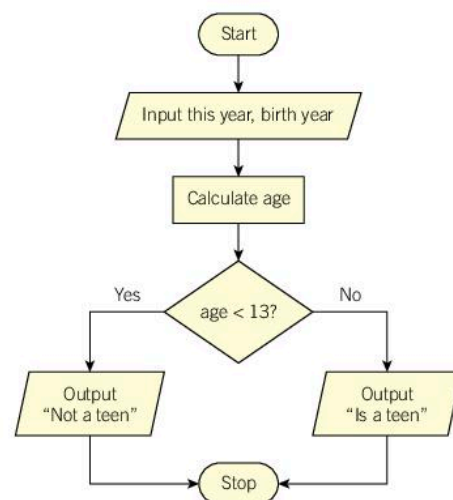 Start
Input this year, birth year
Calculate age
age < 13?
Yes
No
Output
"Not a teen"
Output
"Is a teen"
Stop